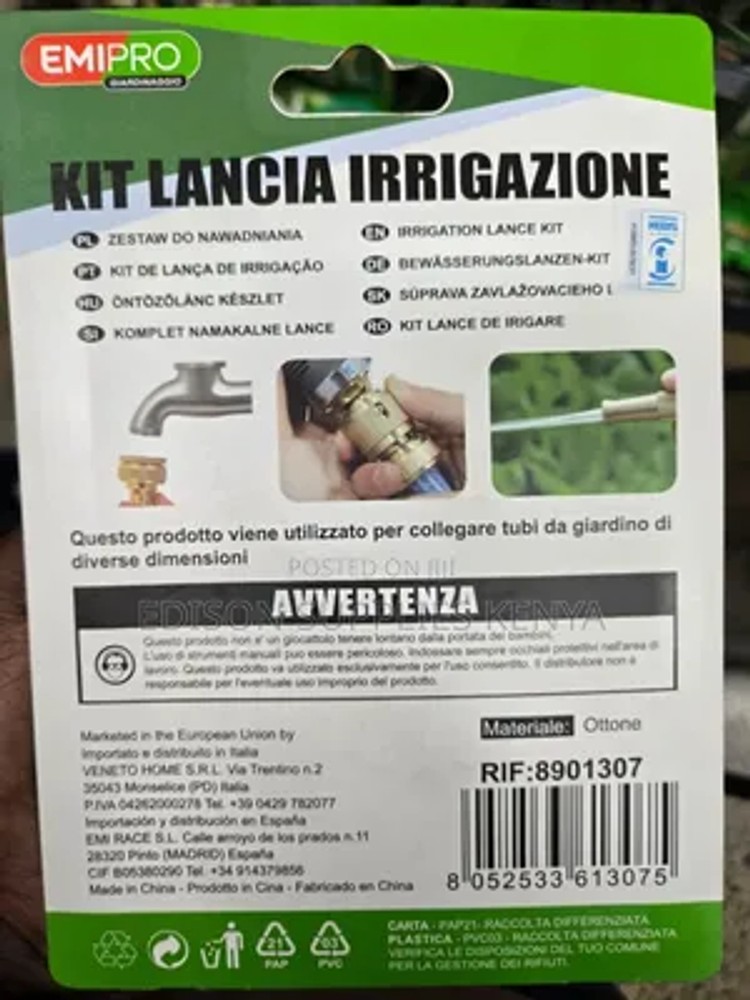 EMIPRO
GIARDINAGGIO
KIT LANCIA IRRIGAZIONE
PL ZESTAW DO NAWADNIANIA
PT KIT DE LANÇA DE IRRIGAÇÃO
HU ÖNTÖZŐLÁNC KÉSZLET
SI KOMPLET NAMAKALNE LANCE
EN IRRIGATION LANCE KIT
DE BEWÄSSERUNGSLANZEN-KIT
SK SÚPRAVA ZAVLAŽOVACIEHO
RO KIT LANCE DE IRIGARE
Questo prodotto viene utilizzato per collegare tubi da giardino di
diverse dimensioni
POSTED ON
EDISON SUPPLIES KENYA
AVVERTENZA
Questo prodotto non e' un giocattolo tenere lontano dalla portata dei bambini.
L'uso di strumenti manuali puo essere pericoloso. Indossare sempre occhiali protettivi nell'area di
lavoro. Questo prodotto va utilizzato esclusivamente per l'uso consentito. Il distributore non è
responsabile per l'eventuale uso improprio del prodotto.
Marketed in the European Union by
Importato e distribuito in Italia
VENETO HOME S.R.L. Via Trentino n.2
35043 Monselice (PD) Italia
P.IVA 04262000278 Tel. +39 0429 782077
Importación y distribución en España
EMI RACE S.L. Calle arroyo de los prados n.11
28320 Pinto (MADRID) España
CIF B05380290 Tel. +34 914379856
Made in China - Prodotto in Cina - Fabricado en China
Materiale: Ottone
RIF:8901307
8 052533 613075
21
PAP
03
PVC
CARTA - PAP21- RACCOLTA DIFFERENZIATA
PLASTICA - PVC03 - RACCOLTA DIFFERENZIATA
VERIFICA LE DISPOSIZIONI DEL TUO COMUNE
PER LA GESTIONE DEI RIFIUTI.